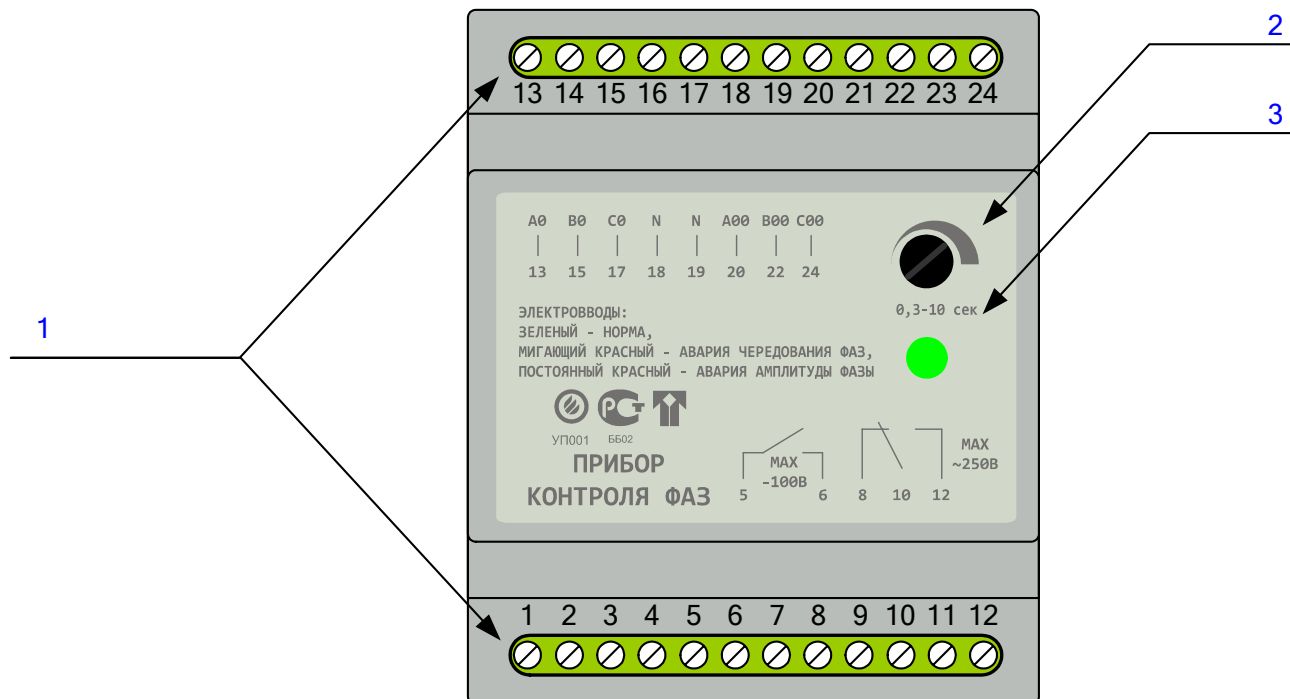 2
13 14 15 16 17 18 19 20 21 22 23 24
3
A0 B0 C0 N N A00 B00 C00
13 15 17 18 19 20 22 24
0,3-10 сек
ЭЛЕКТРОВВОДЫ:
ЗЕЛЕНЫЙ - НОРМА,
МИГАЮЩИЙ КРАСНЫЙ - АВАРИЯ ЧЕРЕДОВАНИЯ ФАЗ,
ПОСТОЯННЫЙ КРАСНЫЙ - АВАРИЯ АМПЛИТУДЫ ФАЗЫ
1
РСТ
УП001 ББ02
ПРИБОР
КОНТРОЛЯ ФАЗ
MAX
-100В
5 6
MAX
~250В
8 10 12
1 2 3 4 5 6 7 8 9 10 11 12